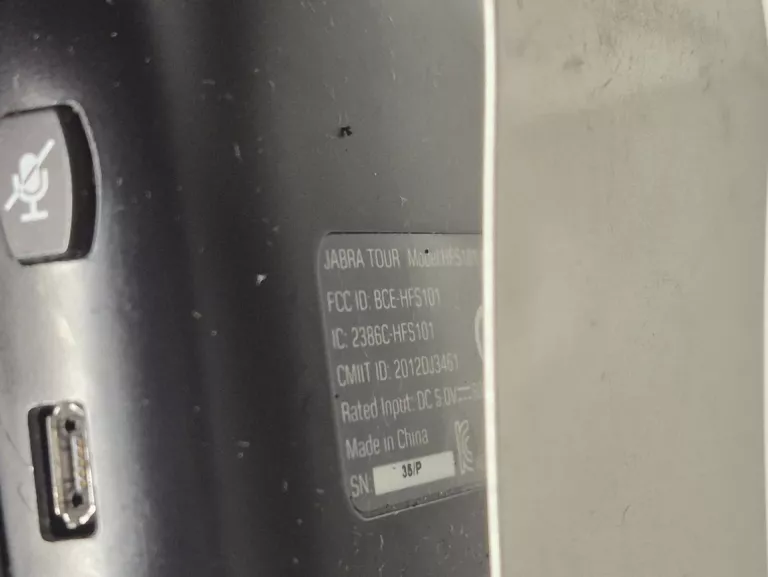 JABRA TOUR Model:HFS101
FCC ID: BCE-HFS101
IC: 2386C-HFS101
CMIIT ID: 2012DJ3461
Rated Input: DC 5.0V
Made in China
SN
35/P